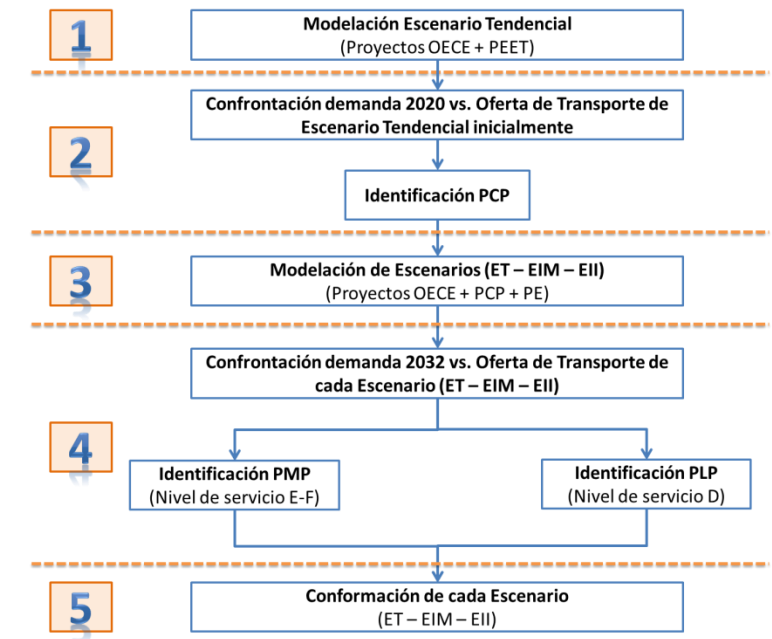 1
Modelación Escenario Tendencial
(Proyectos OECE + PEET)
2
Confrontación demanda 2020 vs. Oferta de Transporte de
Escenario Tendencial inicialmente
Identificación PCP
3
Modelación de Escenarios (ET – EIM – EII)
(Proyectos OECE + PCP + PE)
Confrontación demanda 2032 vs. Oferta de Transporte de
cada Escenario (ET – EIM – EII)
4
Identificación PMP
(Nivel de servicio E-F)
Identificación PLP
(Nivel de servicio D)
5
Conformación de cada Escenario
(ET – EIM – EII)